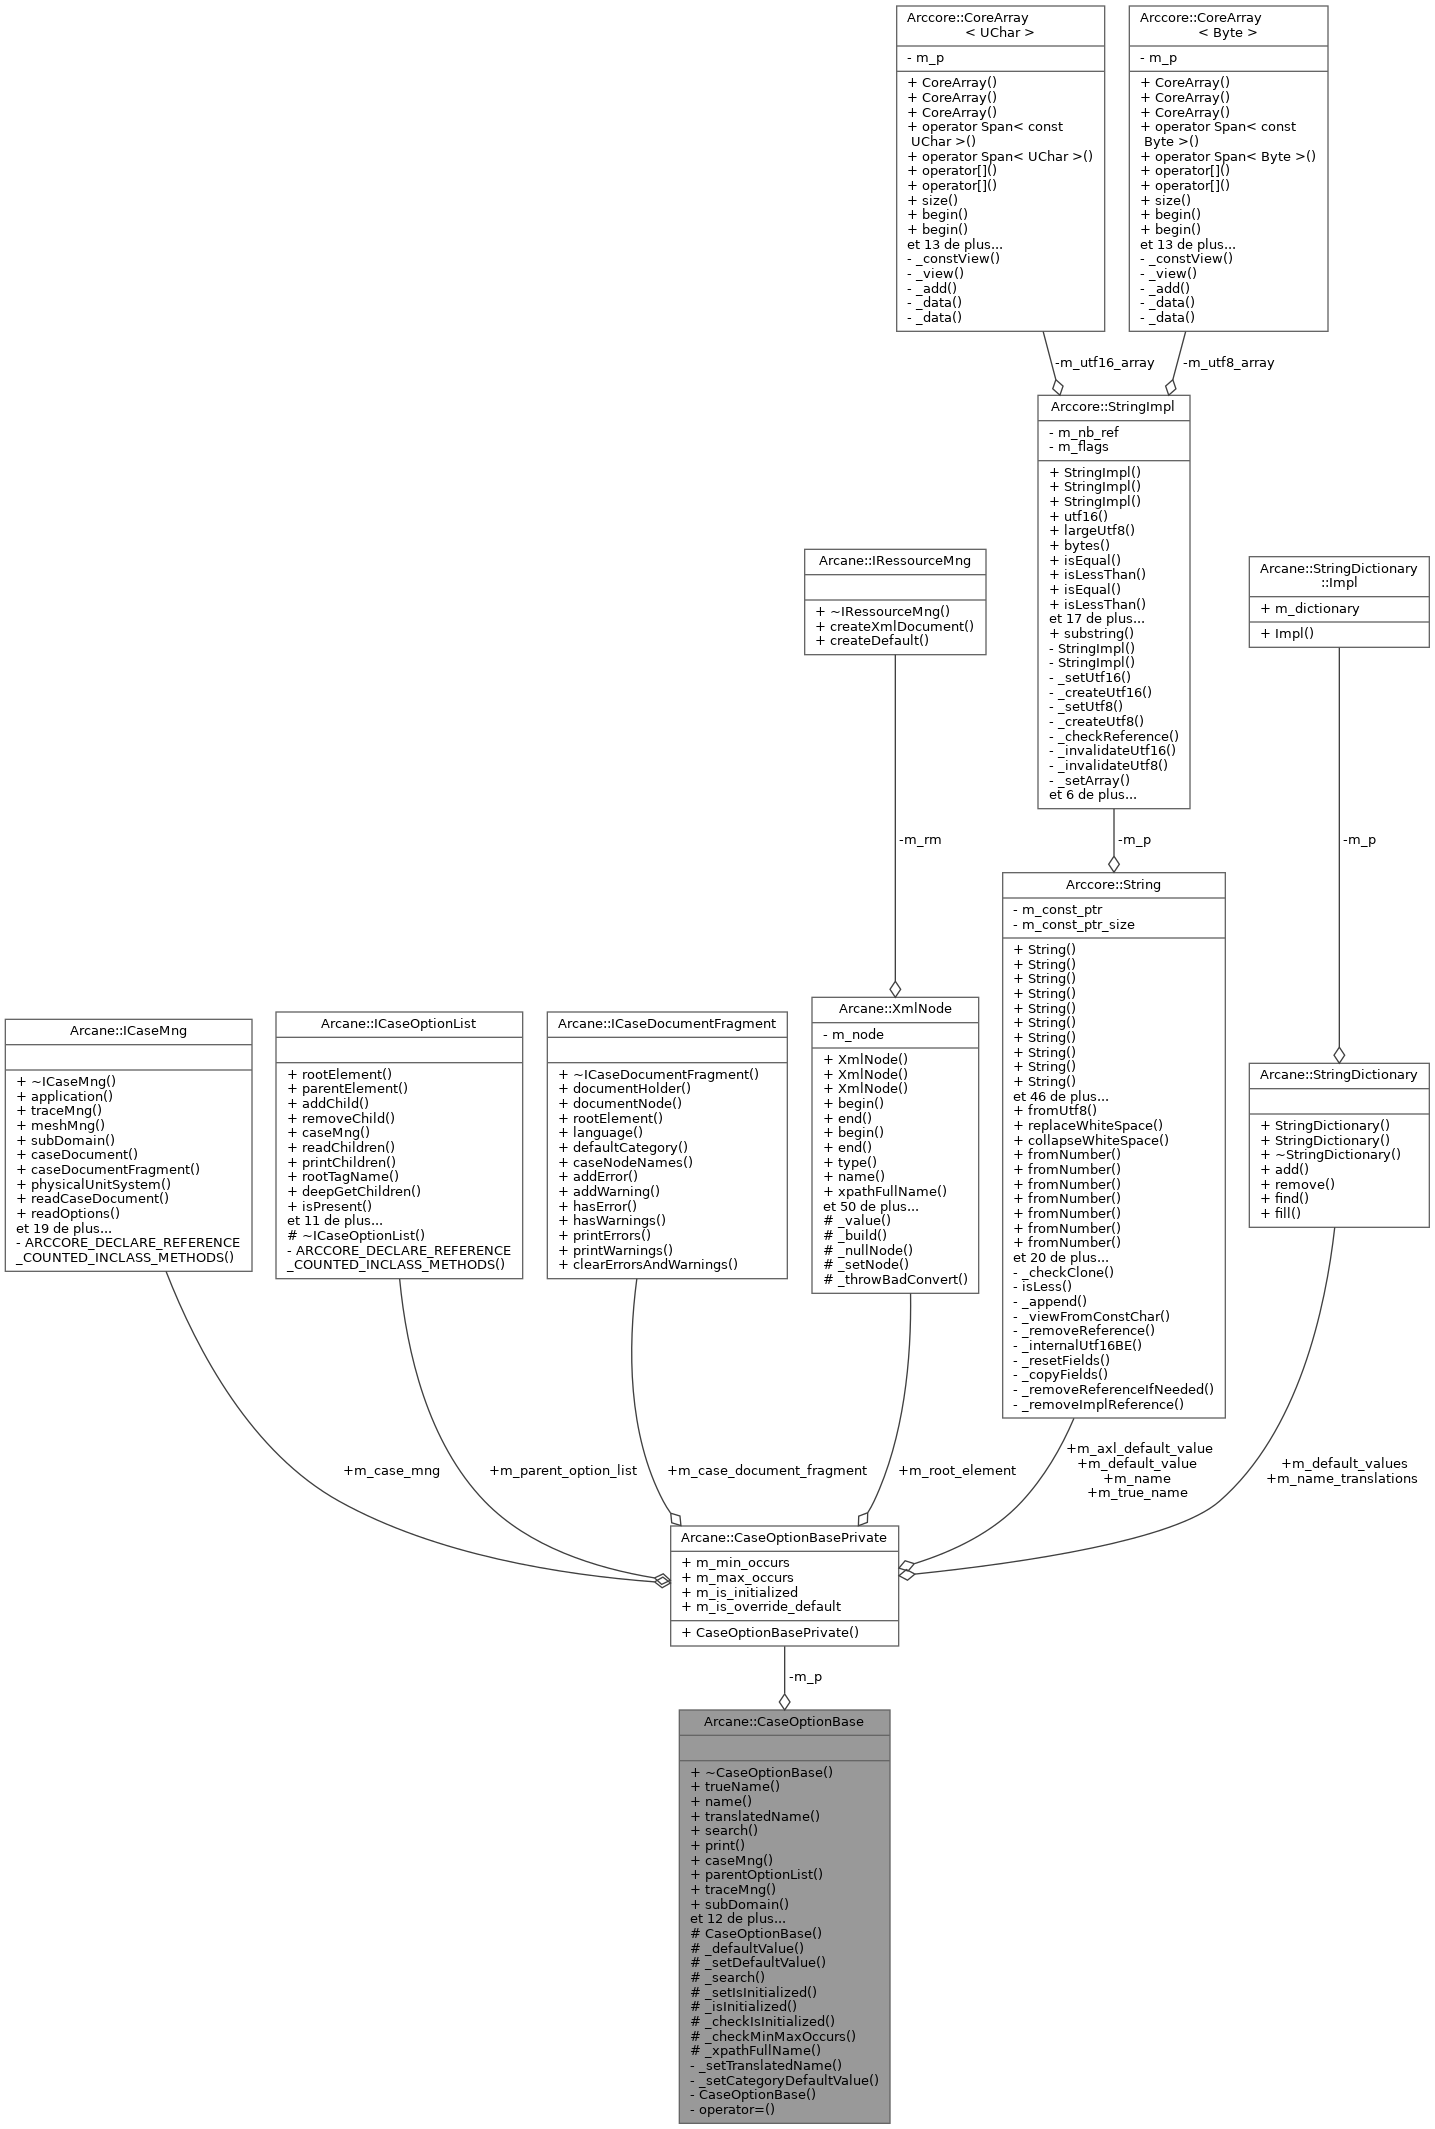 Arccore::CoreArray
< UChar >
- m_p
+ CoreArray()
+ CoreArray()
+ CoreArray()
+ operator Span< const
UChar >()
+ operator Span< UChar >()
+ operator[]()
+ operator[]()
+ size()
+ begin()
+ begin()
et 13 de plus...
- _constView()
- _view()
- _add()
- _data()
- _data()
Arccore::CoreArray
< Byte >
- m_p
+ CoreArray()
+ CoreArray()
+ CoreArray()
+ operator Span< const
Byte >()
+ operator Span< Byte >()
+ operator[]()
+ operator[]()
+ size()
+ begin()
+ begin()
et 13 de plus...
- _constView()
- _view()
- _add()
- _data()
- _data()
-m_utf16_array
-m_utf8_array
Arccore::StringImpl
- m_nb_ref
- m_flags
+ StringImpl()
+ StringImpl()
+ StringImpl()
+ utf16()
+ largeUtf8()
+ bytes()
+ isEqual()
+ isLessThan()
+ isEqual()
+ isLessThan()
et 17 de plus...
+ substring()
- StringImpl()
- StringImpl()
- _setUtf16()
- _createUtf16()
- _setUtf8()
- _createUtf8()
- _checkReference()
- _invalidateUtf16()
- _invalidateUtf8()
- _setArray()
et 6 de plus...
Arcane::IRessourceMng
+ ~IRessourceMng()
+ createXmlDocument()
+ createDefault()
Arcane::StringDictionary
::Impl
+ m_dictionary
+ Impl()
-m_rm
-m_p
-m_p
Arcane::ICaseMng
+ ~ICaseMng()
+ application()
+ traceMng()
+ meshMng()
+ subDomain()
+ caseDocument()
+ caseDocumentFragment()
+ physicalUnitSystem()
+ readCaseDocument()
+ readOptions()
et 19 de plus...
- ARCCORE_DECLARE_REFERENCE
_COUNTED_INCLASS_METHODS()
Arcane::ICaseOptionList
+ rootElement()
+ parentElement()
+ addChild()
+ removeChild()
+ caseMng()
+ readChildren()
+ printChildren()
+ rootTagName()
+ deepGetChildren()
+ isPresent()
et 11 de plus...
# ~ICaseOptionList()
- ARCCORE_DECLARE_REFERENCE
_COUNTED_INCLASS_METHODS()
Arcane::ICaseDocumentFragment
+ ~ICaseDocumentFragment()
+ documentHolder()
+ documentNode()
+ rootElement()
+ language()
+ defaultCategory()
+ caseNodeNames()
+ addError()
+ addWarning()
+ hasError()
+ hasWarnings()
+ printErrors()
+ printWarnings()
+ clearErrorsAndWarnings()
Arcane::XmlNode
- m_node
+ XmlNode()
+ XmlNode()
+ XmlNode()
+ begin()
+ end()
+ begin()
+ end()
+ type()
+ name()
+ xpathFullName()
et 50 de plus...
# _value()
# _build()
# _nullNode()
# _setNode()
# _throwBadConvert()
Arccore::String
- m_const_ptr
- m_const_ptr_size
+ String()
+ String()
+ String()
+ String()
+ String()
+ String()
+ String()
+ String()
+ String()
+ String()
et 46 de plus...
+ fromUtf8()
+ replaceWhiteSpace()
+ collapseWhiteSpace()
+ fromNumber()
+ fromNumber()
+ fromNumber()
+ fromNumber()
+ fromNumber()
+ fromNumber()
+ fromNumber()
et 20 de plus...
- _checkClone()
- isLess()
- _append()
- _viewFromConstChar()
- _removeReference()
- _internalUtf16BE()
- _resetFields()
- _copyFields()
- _removeReferenceIfNeeded()
- _removeImplReference()
Arcane::StringDictionary
+ StringDictionary()
+ StringDictionary()
+ ~StringDictionary()
+ add()
+ remove()
+ find()
+ fill()
+m_case_mng
+m_parent_option_list
+m_case_document_fragment
+m_root_element
+m_axl_default_value
+m_default_value
+m_name
+m_true_name
+m_default_values
+m_name_translations
Arcane::CaseOptionBasePrivate
+ m_min_occurs
+ m_max_occurs
+ m_is_initialized
+ m_is_override_default
+ CaseOptionBasePrivate()
-m_p
Arcane::CaseOptionBase
+ ~CaseOptionBase()
+ trueName()
+ name()
+ translatedName()
+ search()
+ print()
+ caseMng()
+ parentOptionList()
+ traceMng()
+ subDomain()
et 12 de plus...
# CaseOptionBase()
# _defaultValue()
# _setDefaultValue()
# _search()
# _setIsInitialized()
# _isInitialized()
# _checkIsInitialized()
# _checkMinMaxOccurs()
# _xpathFullName()
- _setTranslatedName()
- _setCategoryDefaultValue()
- CaseOptionBase()
- operator=()